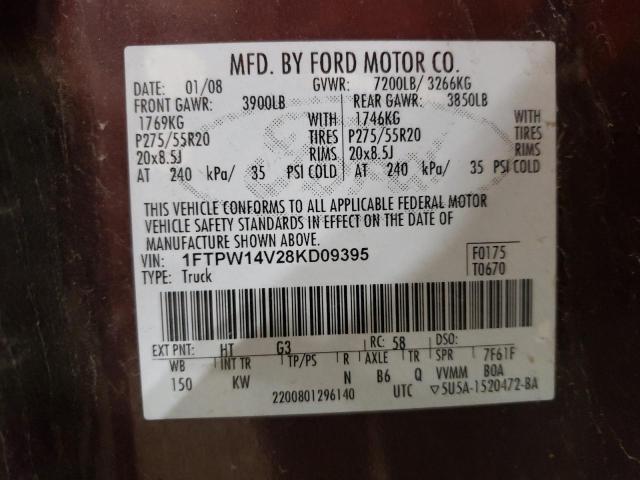 MFD. BY FORD MOTOR CO.
DATE: 01/08 GVWR: 7200LB/ 3266KG
FRONT GAWR: 3900LB REAR GAWR: 3850LB
1769KG WITH 1746KG WITH
P275/55R20 TIRES P275/55R20 TIRES
20x8.5J RIMS 20x8.5J RIMS
AT 240 kPa/ 35 PSI COLD AT 240 kPa/ 35 PSI COLD
THIS VEHICLE CONFORMS TO ALL APPLICABLE FEDERAL MOTOR
VEHICLE SAFETY STANDARDS IN EFFECT ON THE DATE OF
MANUFACTURE SHOWN ABOVE.
VIN: 1FTPW14V28KD09395 F0175
TYPE: Truck T0670
EXT PNT: HT G3 RC: 58 DSO:
WB INT TR TP/PS R AXLE TR SPR 7F61F
150 KW N B6 Q VVMM BOA
2200801296140 UTC ▽5U5A-1520472-BA